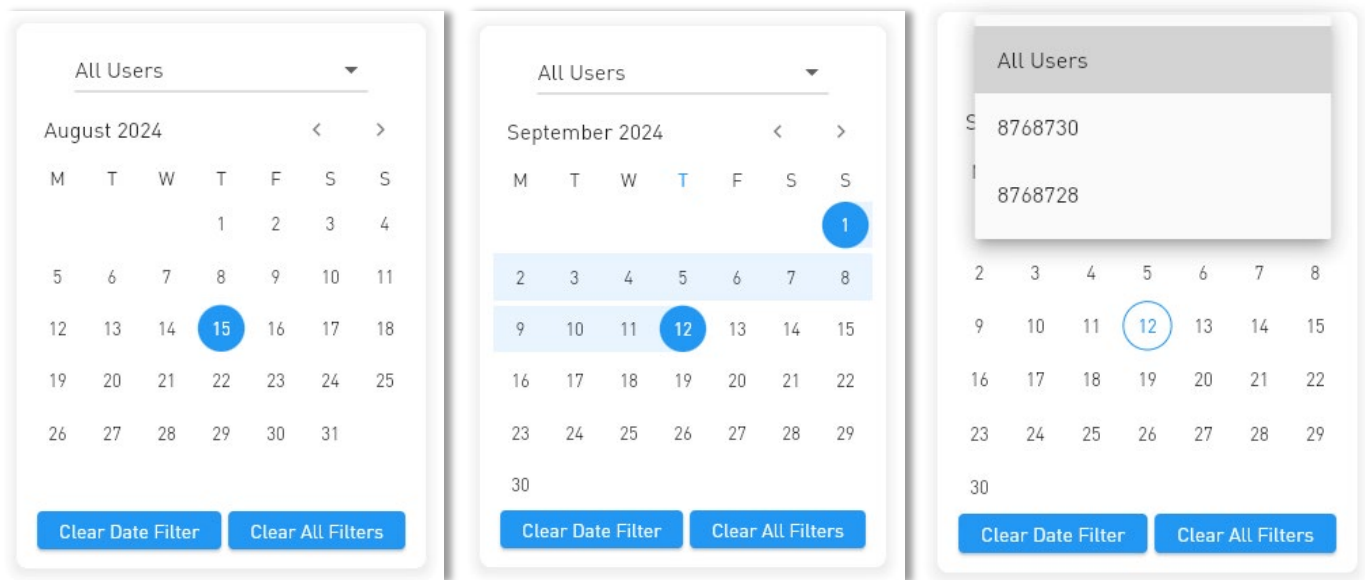 All Users
August 2024
M T W T F S S
1 2 3 4
5 6 7 8 9 10 11
12 13 14 15 16 17 18
19 20 21 22 23 24 25
26 27 28 29 30 31
Clear Date Filter Clear All Filters
All Users
September 2024
M T W T F S S
1
2 3 4 5 6 7 8
9 10 11 12 13 14 15
16 17 18 19 20 21 22
23 24 25 26 27 28 29
30
Clear Date Filter Clear All Filters
All Users
8768730
8768728
2 3 4 5 6 7 8
9 10 11 12 13 14 15
16 17 18 19 20 21 22
23 24 25 26 27 28 29
30
Clear Date Filter Clear All Filters